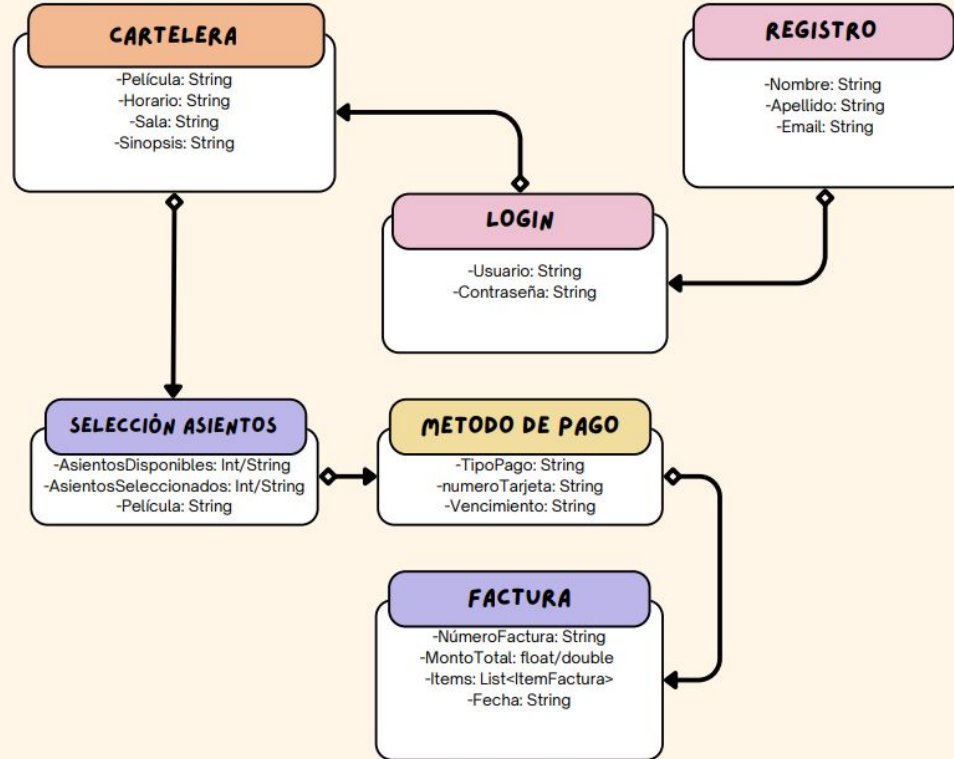 CARTELERA
-Película: String
-Horario: String
-Sala: String
-Sinopsis: String
REGISTRO
-Nombre: String
-Apellido: String
-Email: String
LOGIN
-Usuario: String
-Contraseña: String
SELECCIÓN ASIENTOS
-AsientosDisponibles: Int/String
-AsientosSeleccionados: Int/String
-Película: String
METODO DE PAGO
-TipoPago: String
-numeroTarjeta: String
-Vencimiento: String
FACTURA
-NúmeroFactura: String
-MontoTotal: float/double
-Items: List<ItemFactura>
-Fecha: String